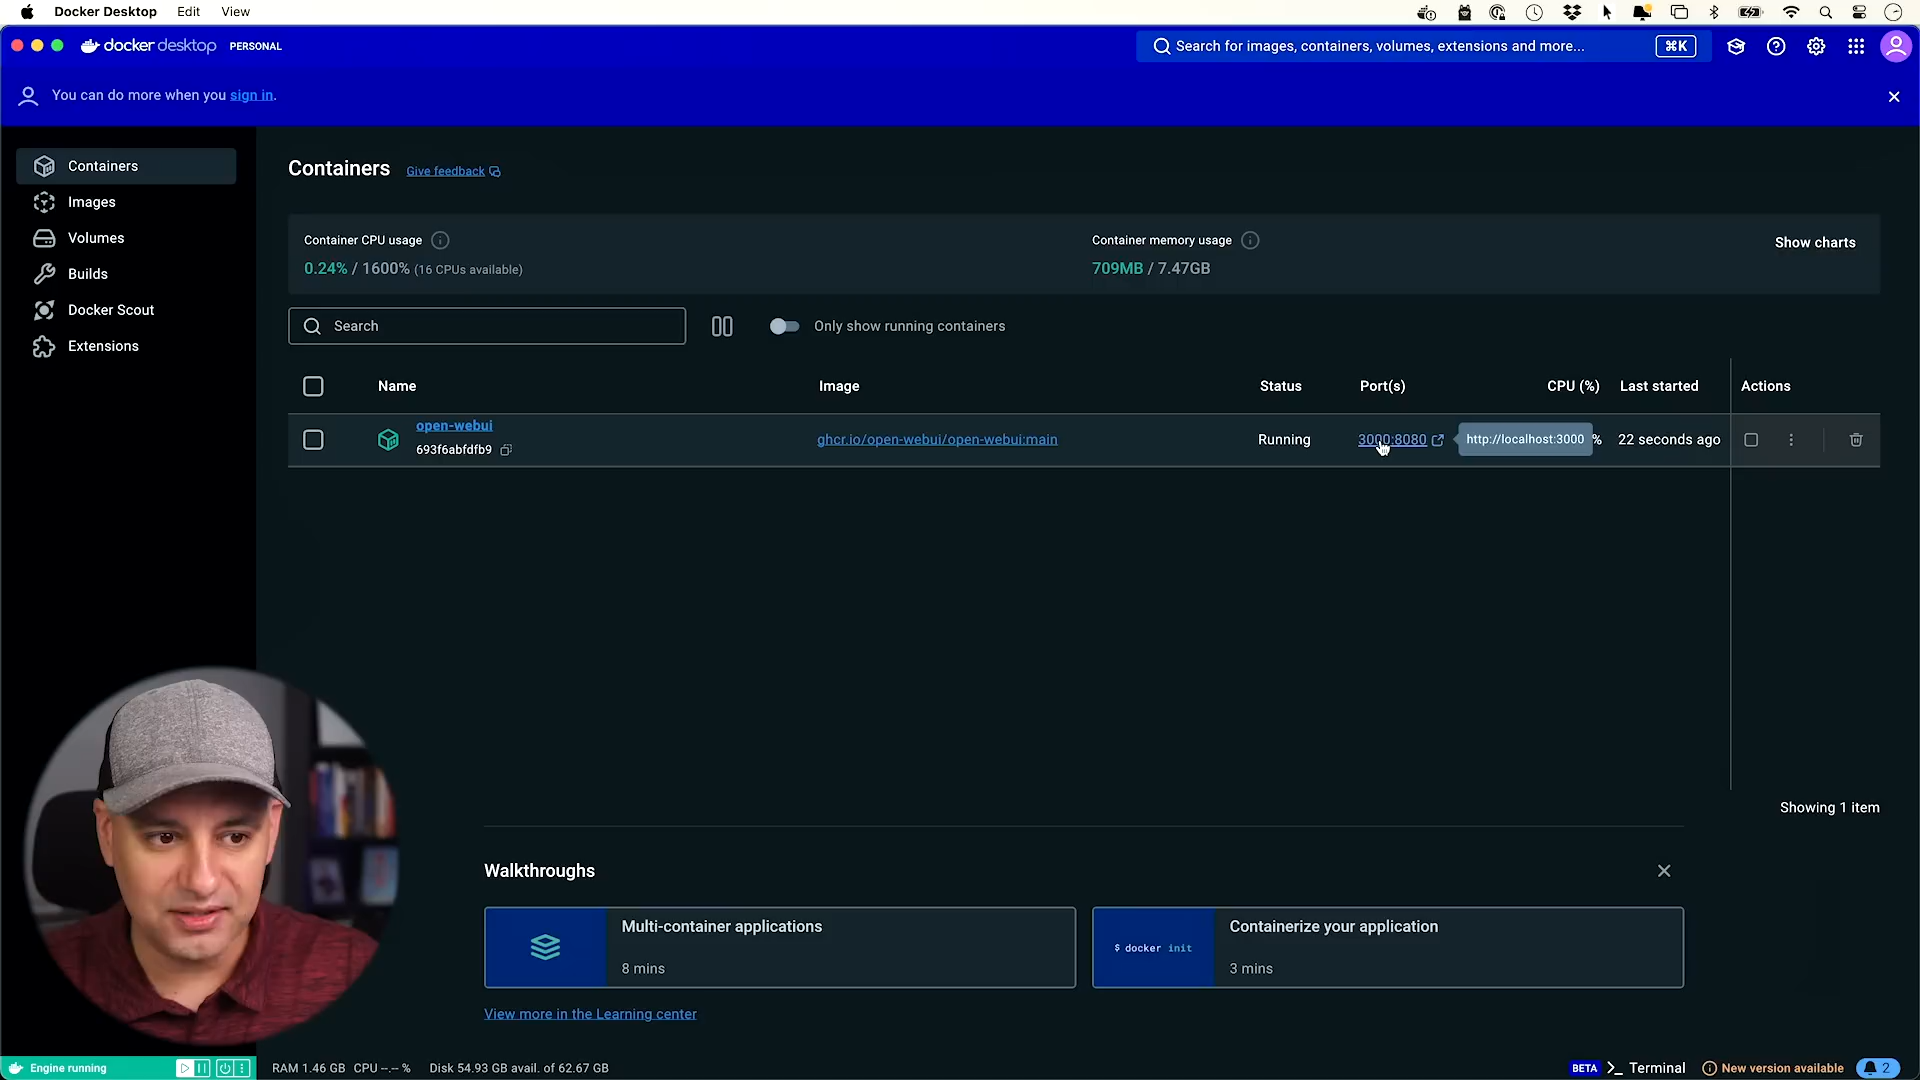 Docker Desktop Edit View
docker desktop PERSONAL
Search for images, containers, volumes, extensions and more...
⌘K
You can do more when you sign in.
Containers
Images
Volumes
Builds
Docker Scout
Extensions
Containers Give feedback
Container CPU usage
0.24% / 1600% (16 CPUs available)
Container memory usage
709MB / 7.47GB
Show charts
Search
Only show running containers
Name Image Status Port(s) CPU (%) Last started Actions
open-webui
693f6abfdfb9
ghcr.io/open-webui/open-webui:main
Running
3000:8080
http://localhost:3000
%
22 seconds ago
Showing 1 item
Walkthroughs
Multi-container applications
8 mins
$ docker init
Containerize your application
3 mins
View more in the Learning center
Engine running
RAM 1.46 GB CPU --.-- % Disk 54.93 GB avail. of 62.67 GB
BETA >_ Terminal
New version available
2